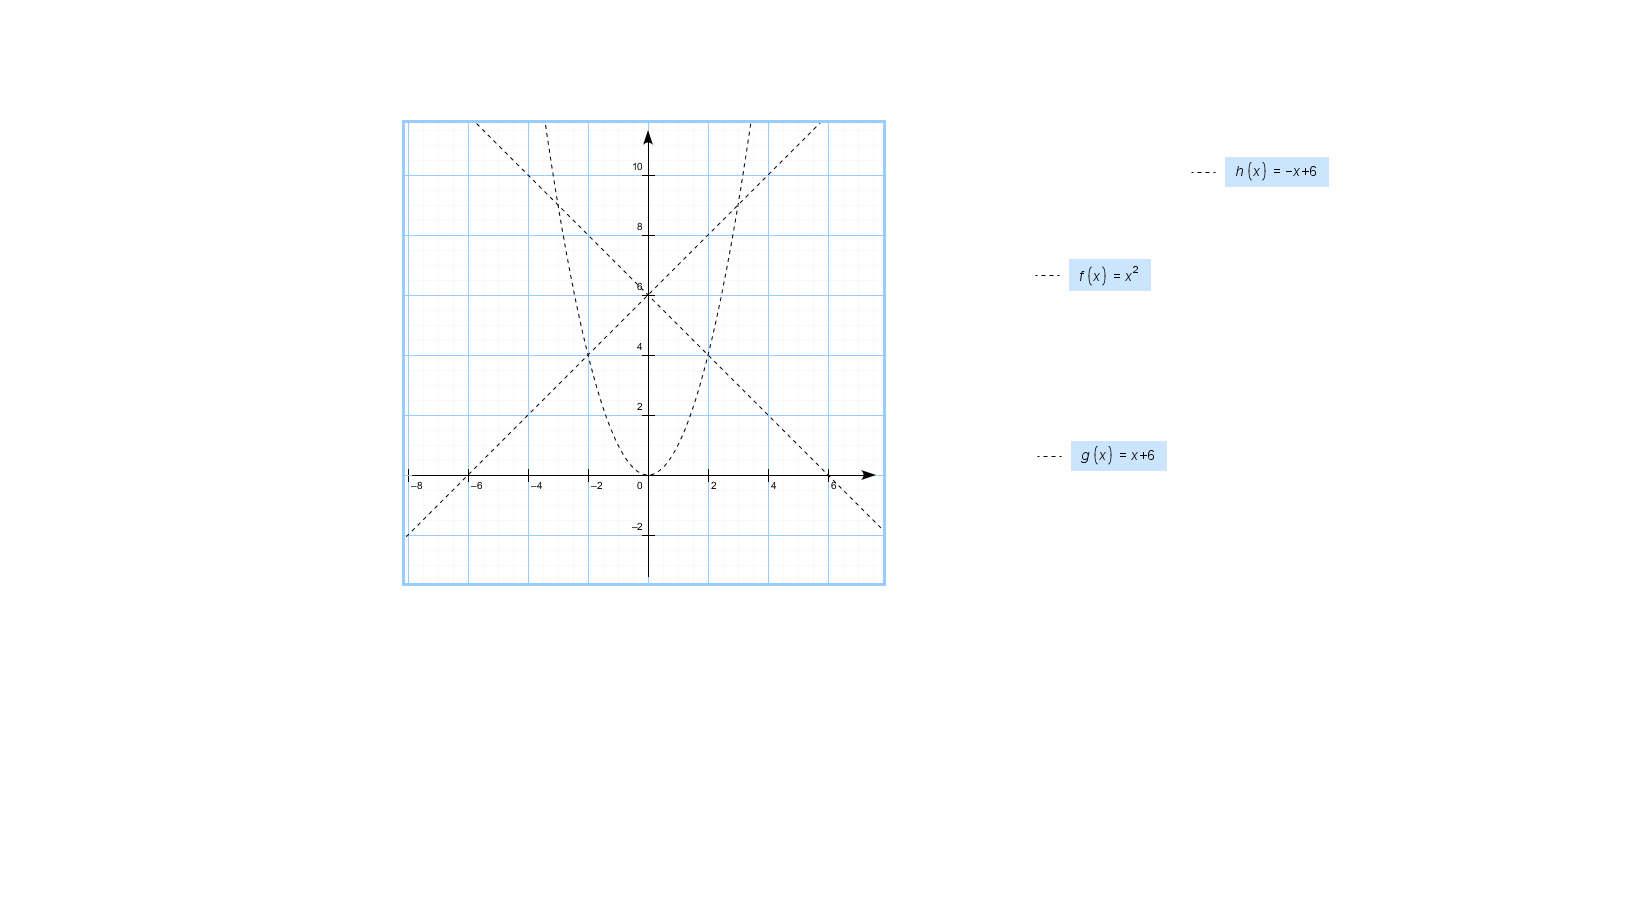 10
h(x) = −x+6
8
f(x) = x²
6
4
2
g(x) = x+6
−8 −6 −4 −2 0 2 4 6
−2